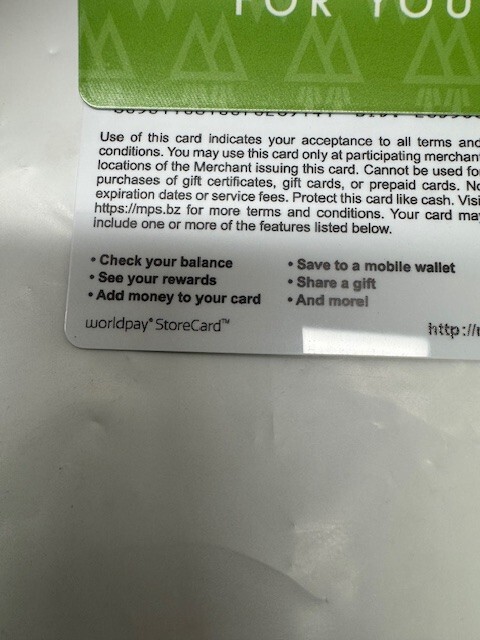 FOR YOU
Use of this card indicates your acceptance to all terms and
conditions. You may use this card only at participating merchant
locations of the Merchant issuing this card. Cannot be used for
purchases of gift certificates, gift cards, or prepaid cards. No
expiration dates or service fees. Protect this card like cash. Visi
https://mps.bz for more terms and conditions. Your card may
include one or more of the features listed below.
• Check your balance
• See your rewards
• Add money to your card
• Save to a mobile wallet
• Share a gift
• And more!
worldpay® StoreCard™
http://